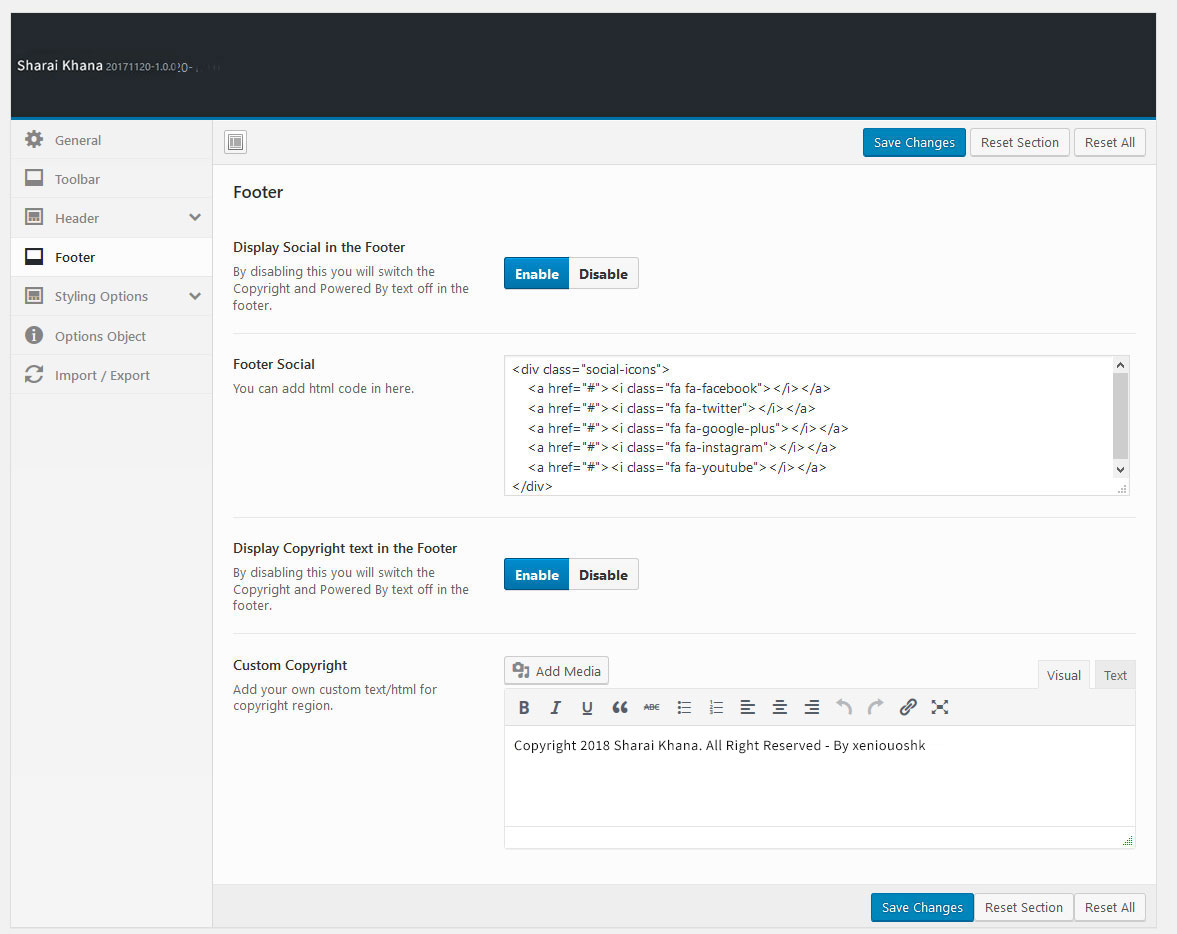 Sharai Khana 20171120-1.0.0
General
Toolbar
Header
Footer
Styling Options
Options Object
Import / Export
Save Changes Reset Section Reset All
Footer
Display Social in the Footer
By disabling this you will switch the
Copyright and Powered By text off in the
footer.
Enable Disable
Footer Social
You can add html code in here.
<div class="social-icons">
<a href="#"><i class="fa fa-facebook"></i></a>
<a href="#"><i class="fa fa-twitter"></i></a>
<a href="#"><i class="fa fa-google-plus"></i></a>
<a href="#"><i class="fa fa-instagram"></i></a>
<a href="#"><i class="fa fa-youtube"></i></a>
</div>
Display Copyright text in the Footer
By disabling this you will switch the
Copyright and Powered By text off in the
footer.
Enable Disable
Custom Copyright
Add your own custom text/html for
copyright region.
Add Media
Visual Text
B I U ABC
Copyright 2018 Sharai Khana. All Right Reserved - By xeniouoshk
Save Changes Reset Section Reset All